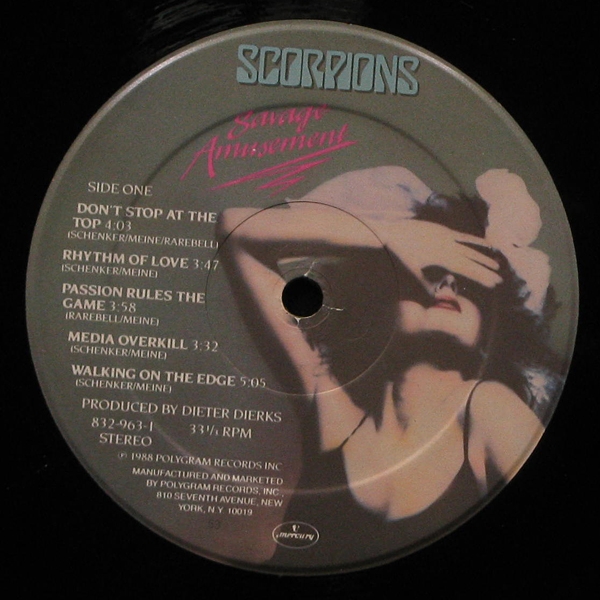 SCORPIONS
Savage
Amusement
SIDE ONE
DON'T STOP AT THE
TOP 4:03
(SCHENKER/MEINE/RAREBELL)
RHYTHM OF LOVE 3:47
(SCHENKER/MEINE)
PASSION RULES THE
GAME 3:58
(RAREBELL/MEINE)
MEDIA OVERKILL 3:32
(SCHENKER/MEINE)
WALKING ON THE EDGE 5:05
(SCHENKER/MEINE)
PRODUCED BY DIETER DIERKS
832-963-1 33⅓ RPM
STEREO
℗ 1988 POLYGRAM RECORDS INC
MANUFACTURED AND MARKETED
BY POLYGRAM RECORDS, INC.,
810 SEVENTH AVENUE, NEW
YORK, N.Y. 10019
mercury